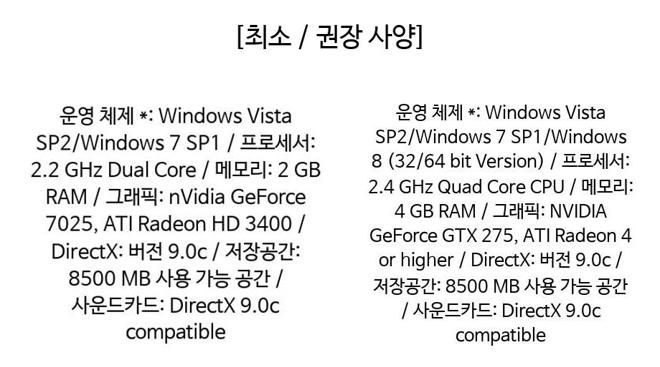 [최소 / 권장 사양]
운영 체제 *: Windows Vista
SP2/Windows 7 SP1 / 프로세서:
2.2 GHz Dual Core / 메모리: 2 GB
RAM / 그래픽: nVidia GeForce
7025, ATI Radeon HD 3400 /
DirectX: 버전 9.0c / 저장공간:
8500 MB 사용 가능 공간 /
사운드카드: DirectX 9.0c
compatible
운영 체제 *: Windows Vista
SP2/Windows 7 SP1/Windows
8 (32/64 bit Version) / 프로세서:
2.4 GHz Quad Core CPU / 메모리:
4 GB RAM / 그래픽: NVIDIA
GeForce GTX 275, ATI Radeon 4
or higher / DirectX: 버전 9.0c /
저장공간: 8500 MB 사용 가능 공간
/ 사운드카드: DirectX 9.0c
compatible